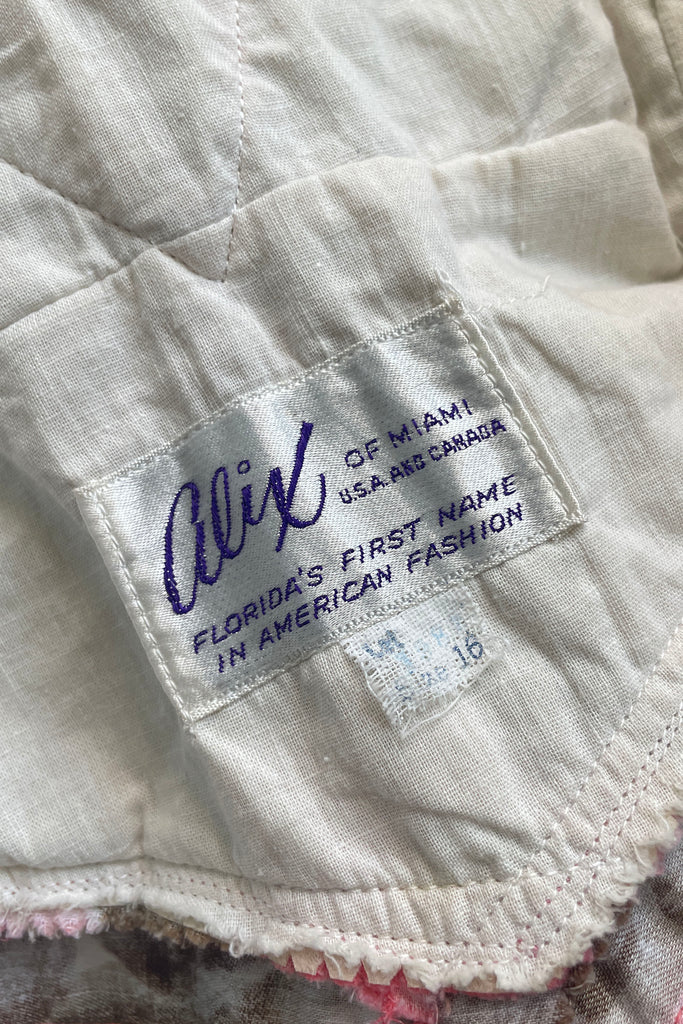 alix
OF MIAMI
U.S.A. AND CANADA
FLORIDA'S FIRST NAME
IN AMERICAN FASHION
16